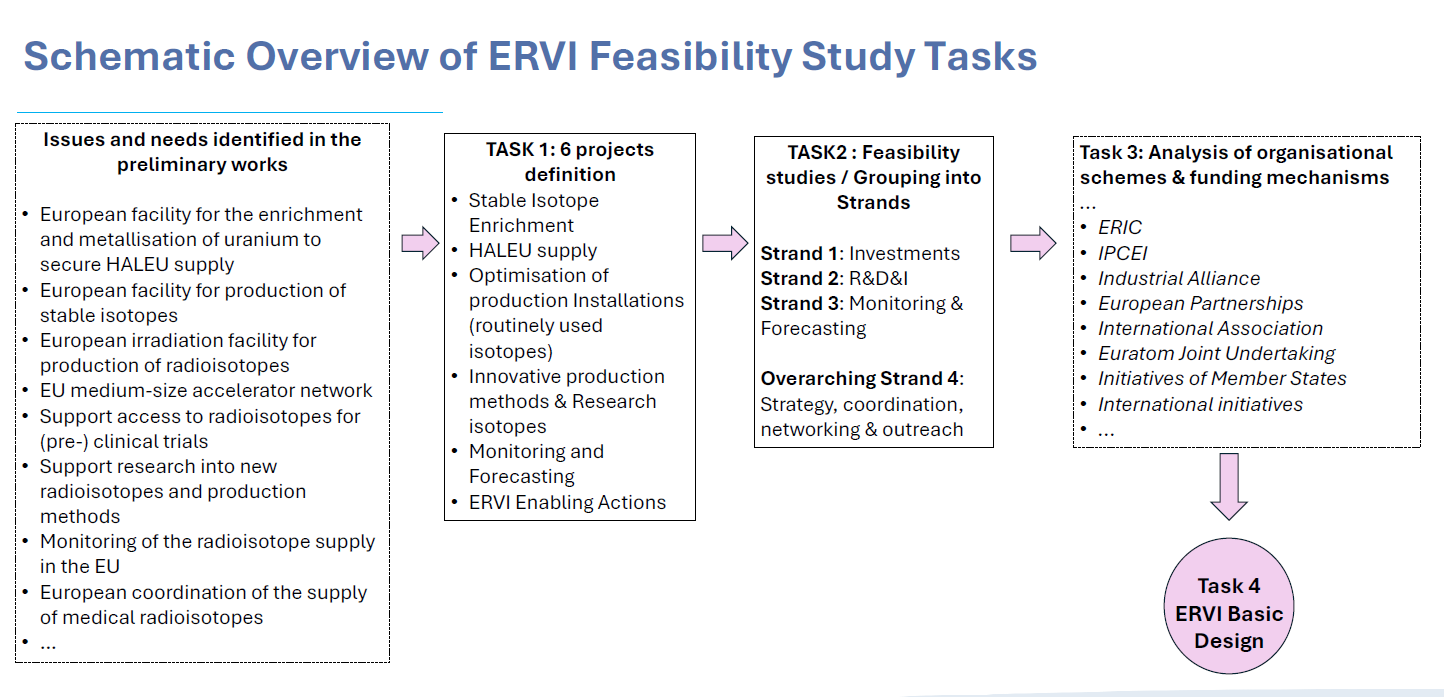 Schematic Overview of ERVI Feasibility Study Tasks
Issues and needs identified in the
preliminary works
• European facility for the enrichment
and metallisation of uranium to
secure HALEU supply
• European facility for production of
stable isotopes
• European irradiation facility for
production of radioisotopes
• EU medium-size accelerator network
• Support access to radioisotopes for
(pre-) clinical trials
• Support research into new
radioisotopes and production
methods
• Monitoring of the radioisotope supply
in the EU
• European coordination of the supply
of medical radioisotopes
• ...
TASK 1: 6 projects
definition
• Stable Isotope
Enrichment
• HALEU supply
• Optimisation of
production Installations
(routinely used
isotopes)
• Innovative production
methods & Research
isotopes
• Monitoring and
Forecasting
• ERVI Enabling Actions
TASK2 : Feasibility
studies / Grouping into
Strands
Strand 1: Investments
Strand 2: R&D&I
Strand 3: Monitoring &
Forecasting
Overarching Strand 4:
Strategy, coordination,
networking & outreach
Task 3: Analysis of organisational
schemes & funding mechanisms
...
• ERIC
• IPCEI
• Industrial Alliance
• European Partnerships
• International Association
• Euratom Joint Undertaking
• Initiatives of Member States
• International initiatives
• ...
Task 4
ERVI Basic
Design